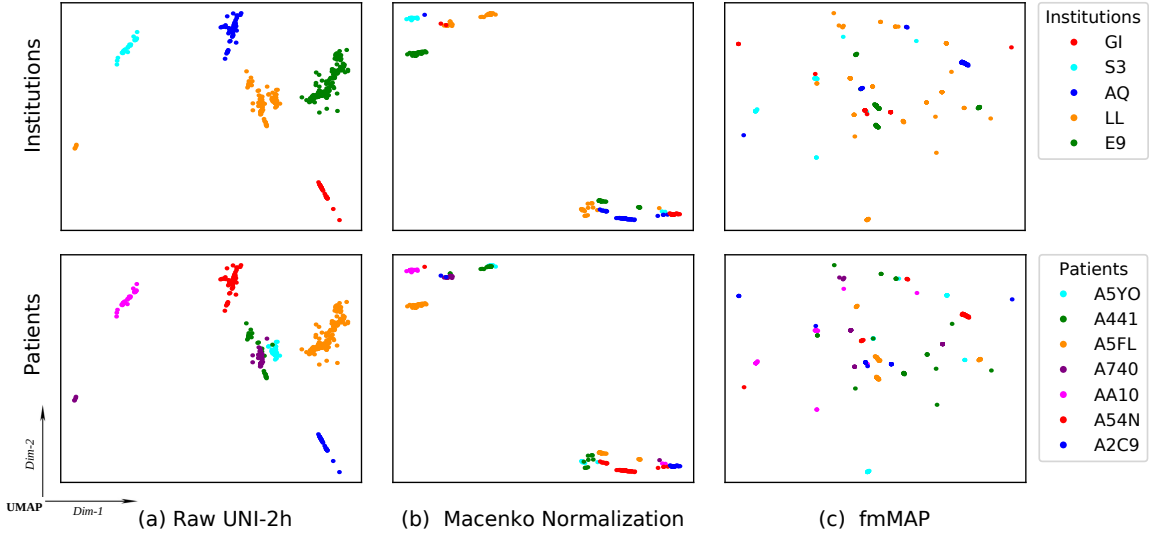 Institutions
Institutions
GI
S3
AQ
LL
E9
Patients
Patients
A5YO
A441
A5FL
A740
AA10
A54N
A2C9
Dim-2
UMAP
Dim-1
(a) Raw UNI-2h
(b) Macenko Normalization
(c) fmMAP